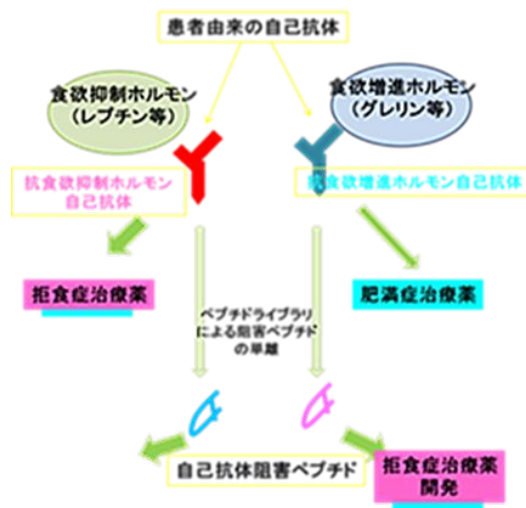 患者由来の自己抗体
食欲抑制ホルモン
（レプチン等）
食欲増進ホルモン
（グレリン等）
抗食欲抑制ホルモン
自己抗体
抗食欲増進ホルモン自己抗体
拒食症治療薬
肥満症治療薬
ペプチドライブラリ
による阻害ペプチド
の単離
自己抗体阻害ペプチド
拒食症治療薬
開発